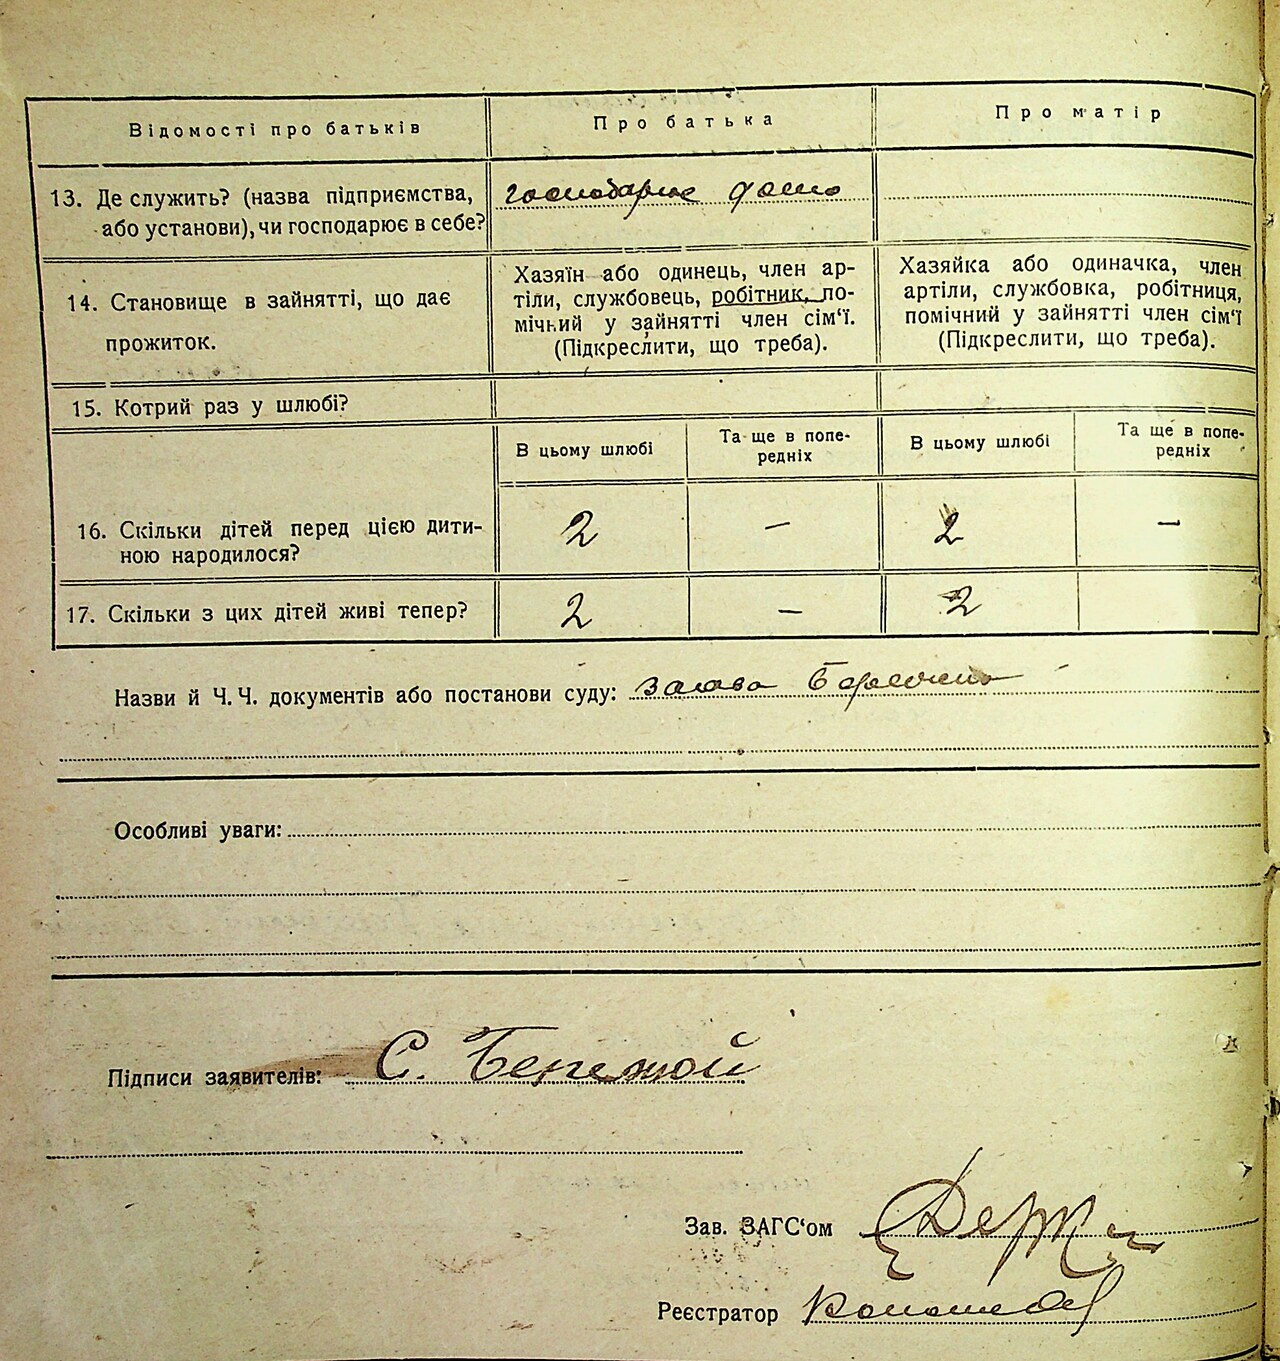 Відомості про батьків
Про батька
Про матір
13. Де служить? (назва підприємства,
або установи), чи господарює в себе?
14. Становище в зайнятті, що дає
прожиток.
Хазяїн або одинець, член ар-
тіли, службовець, робітник, по-
мічний у зайнятті член сім‘ї.
(Підкреслити, що треба).
Хазяйка або одиначка, член
артіли, службовка, робітниця,
помічний у зайнятті член сім‘ї
(Підкреслити, що треба).
15. Котрий раз у шлюбі?
В цьому шлюбі
Та ще в попе-
редніх
В цьому шлюбі
Та ще в попе-
редніх
16. Скільки дітей перед цією дити-
ною народилося?
2 — 2 —
17. Скільки з цих дітей живі тепер?
2 — 2
Назви й Ч. Ч. документів або постанови суду: заява
Особливі уваги:
Підписи заявителів: С. Бережой
Зав. ЗАГС‘ом
Реєстратор